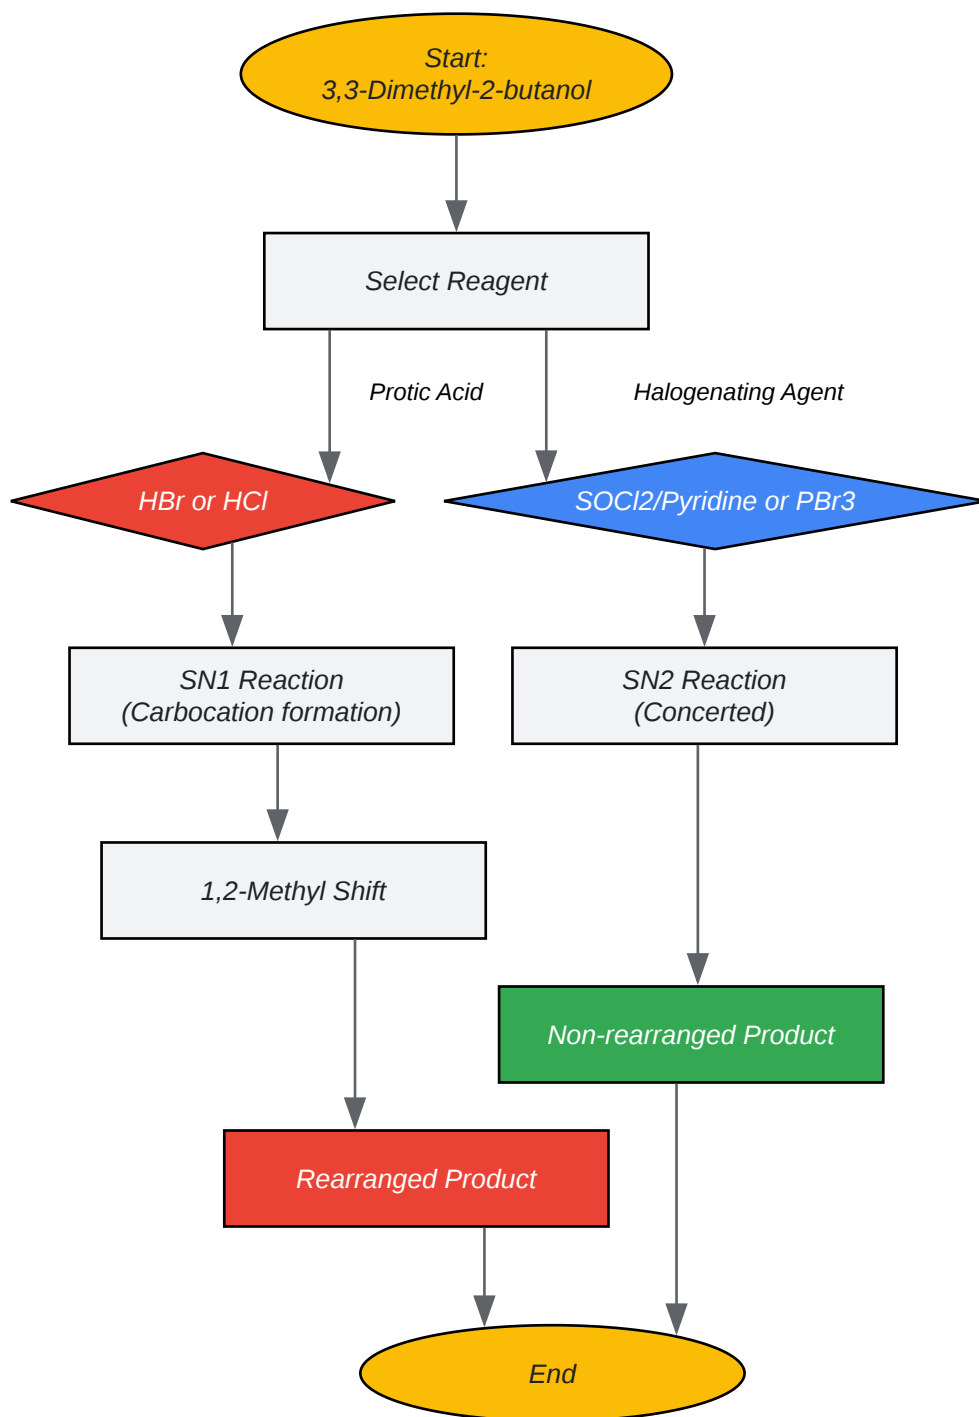 Start:
3,3-Dimethyl-2-butanol
Select Reagent
Protic Acid
Halogenating Agent
HBr or HCl
SOCl2/Pyridine or PBr3
SN1 Reaction
(Carbocation formation)
SN2 Reaction
(Concerted)
1,2-Methyl Shift
Non-rearranged Product
Rearranged Product
End